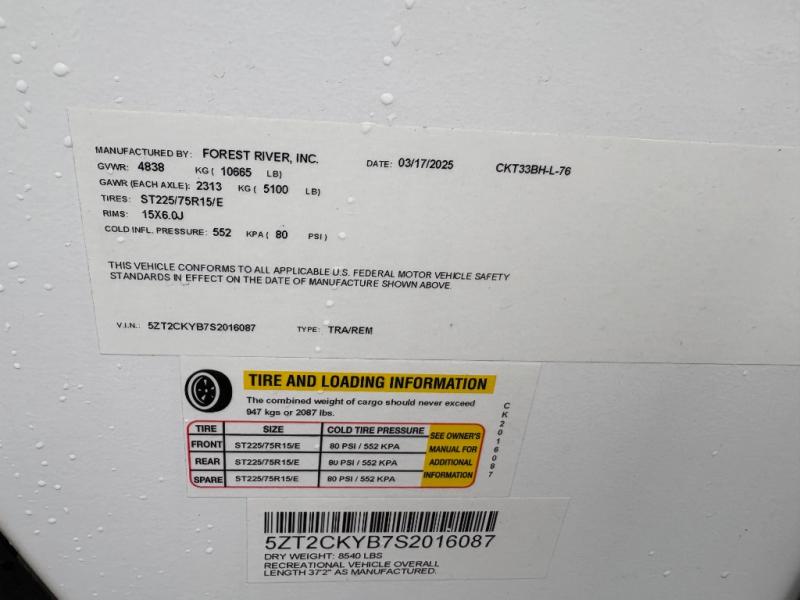 MANUFACTURED BY: FOREST RIVER, INC. DATE: 03/17/2025 CKT33BH-L-76
GVWR: 4838 KG ( 10665 LB)
GAWR (EACH AXLE): 2313 KG ( 5100 LB)
TIRES: ST225/75R15/E
RIMS: 15X6.0J
COLD INFL. PRESSURE: 552 KPA ( 80 PSI )
THIS VEHICLE CONFORMS TO ALL APPLICABLE U.S. FEDERAL MOTOR VEHICLE SAFETY
STANDARDS IN EFFECT ON THE DATE OF MANUFACTURE SHOWN ABOVE.
V.I.N.: 5ZT2CKYB7S2016087 TYPE: TRA/REM
TIRE AND LOADING INFORMATION
The combined weight of cargo should never exceed
947 kgs or 2087 lbs.
TIRE SIZE COLD TIRE PRESSURE
FRONT ST225/75R15/E 80 PSI / 552 KPA
REAR ST225/75R15/E 80 PSI / 552 KPA
SPARE ST225/75R15/E 80 PSI / 552 KPA
SEE OWNER'S
MANUAL FOR
ADDITIONAL
INFORMATION
CK2016087
5ZT2CKYB7S2016087
DRY WEIGHT: 8540 LBS
RECREATIONAL VEHICLE OVERALL
LENGTH 37'2" AS MANUFACTURED.